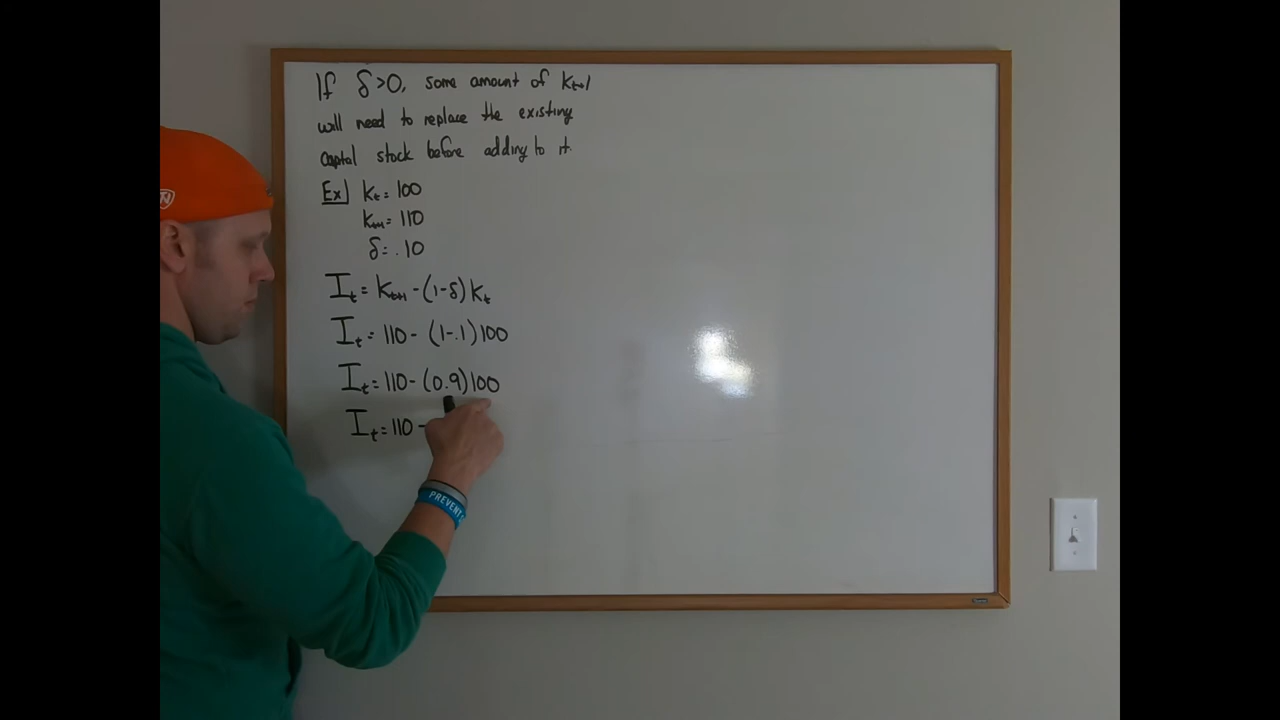 If δ>0, some amount of Kt+1
will need to replace the existing
Capital stock before adding to it.
Ex] Kt = 100
Kt+1 = 110
δ = .10
It = Kt+1 - (1-δ)Kt
It = 110 - (1-.1)100
It = 110 - (0.9)100
It = 110 -
PREVENT